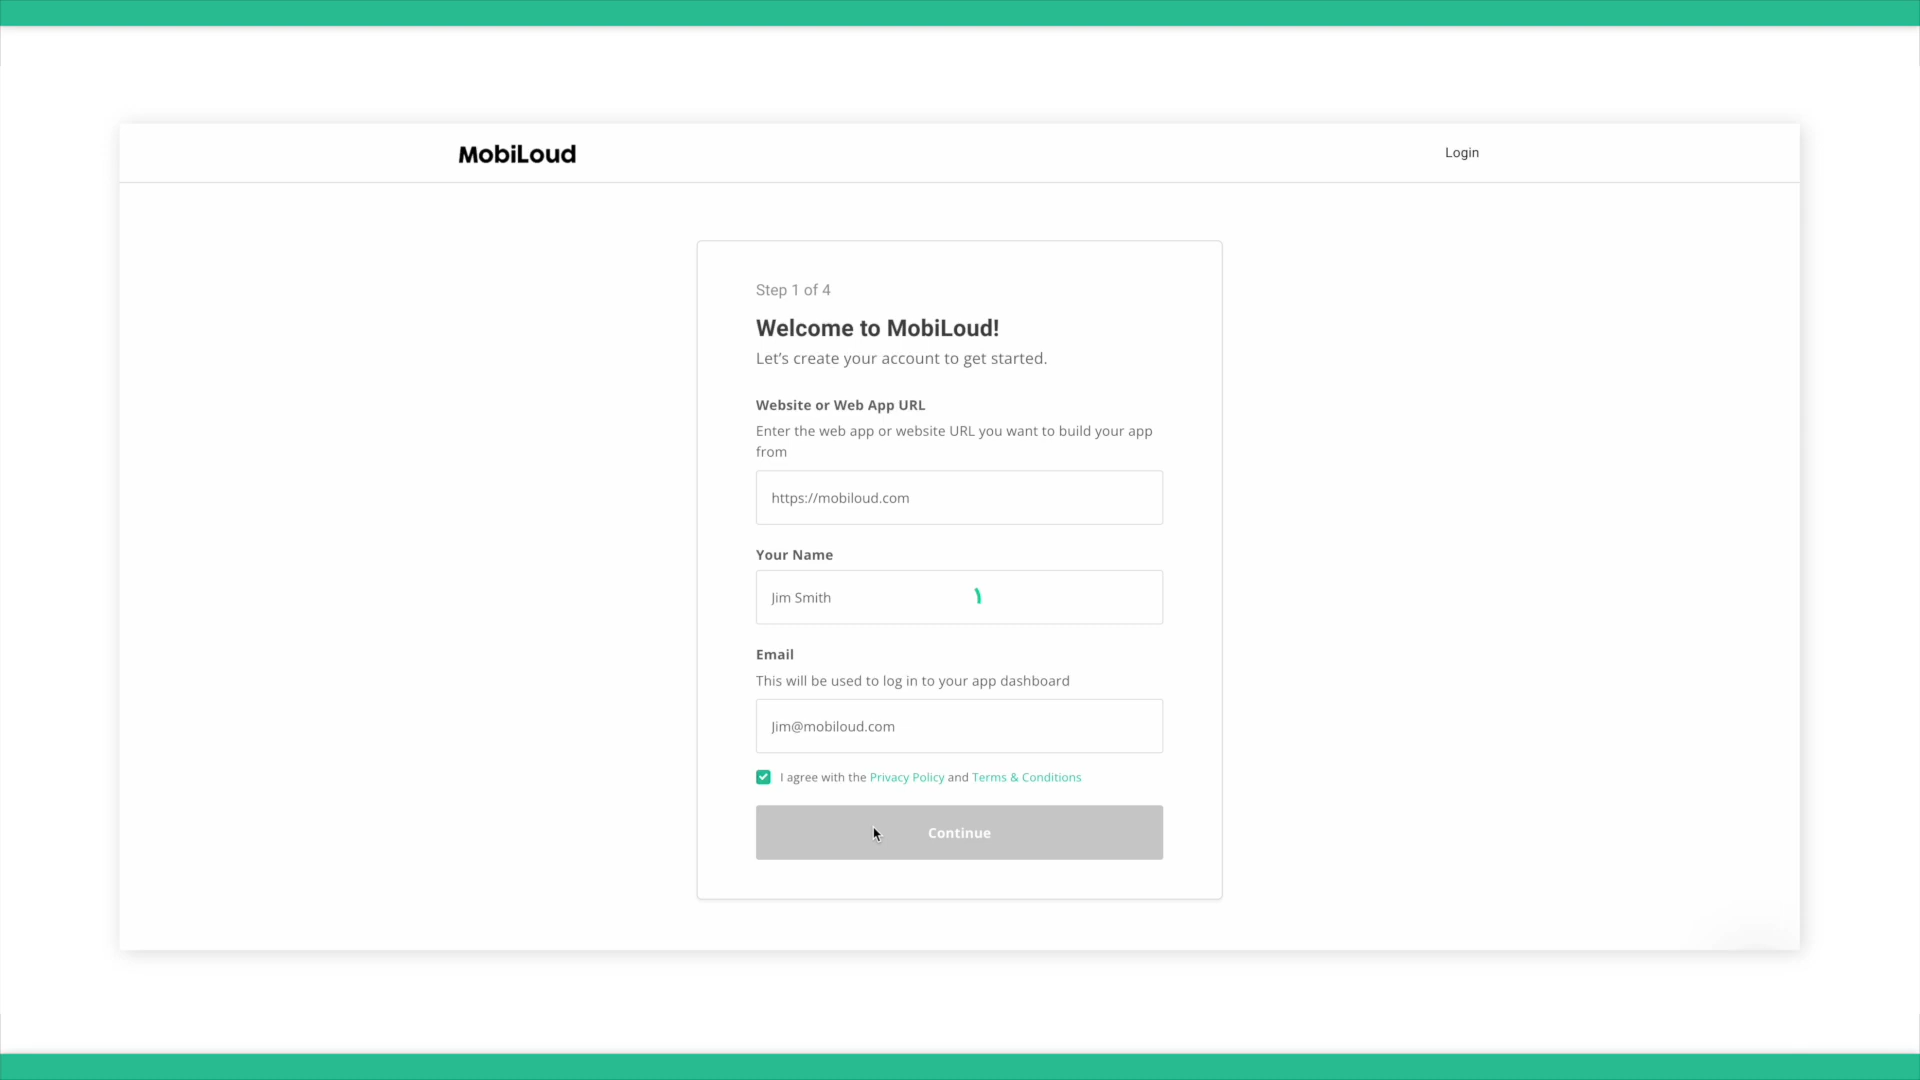 MobiLoud
Login
Step 1 of 4
Welcome to MobiLoud!
Let’s create your account to get started.
Website or Web App URL
Enter the web app or website URL you want to build your app
from
https://mobiloud.com
Your Name
Jim Smith
Email
This will be used to log in to your app dashboard
Jim@mobiloud.com
I agree with the Privacy Policy and Terms & Conditions
Continue